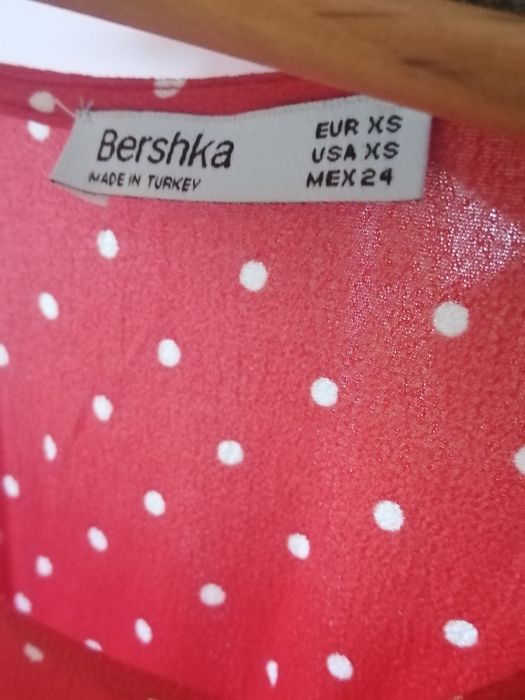 Bershka
MADE IN TURKEY
EUR XS
USA XS
MEX 24